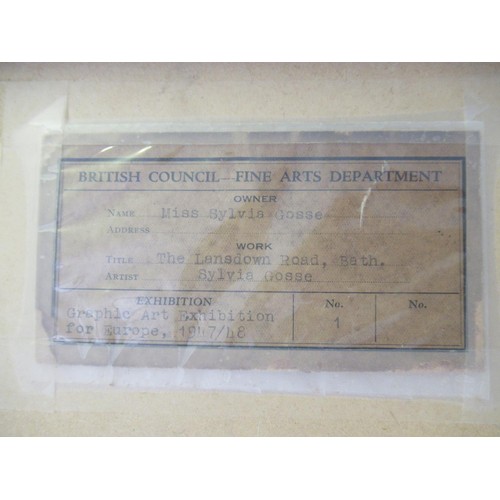 BRITISH COUNCIL—FINE ARTS DEPARTMENT
OWNER
NAME Miss Sylvia Gosse
ADDRESS
WORK
TITLE The Lansdown Road, Bath.
ARTIST Sylvia Gosse
EXHIBITION No. No.
Graphic Art Exhibition 1
for Europe, 1947/48